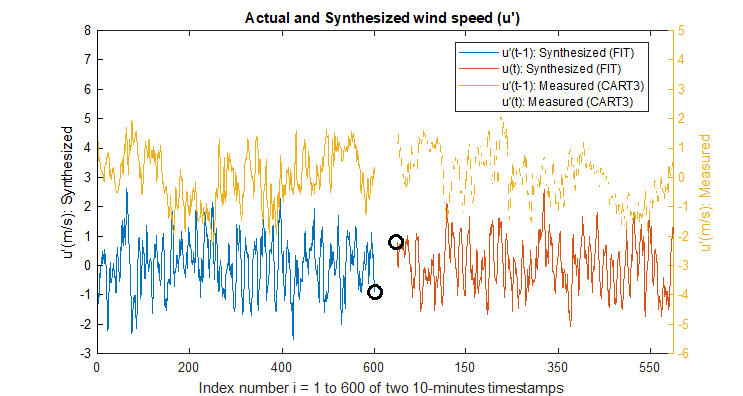 Actual and Synthesized wind speed (u')
u'(t-1): Synthesized (FIT)
u(t): Synthesized (FIT)
u'(t-1): Measured (CART3)
u'(t): Measured (CART3)
u'(m/s): Synthesized
8
7
6
5
4
3
2
1
0
-1
-2
-3
u'(m/s): Measured
5
4
3
2
1
0
-1
-2
-3
-4
-5
-6
0 200 400 600 150 350 550
Index number i = 1 to 600 of two 10-minutes timestamps